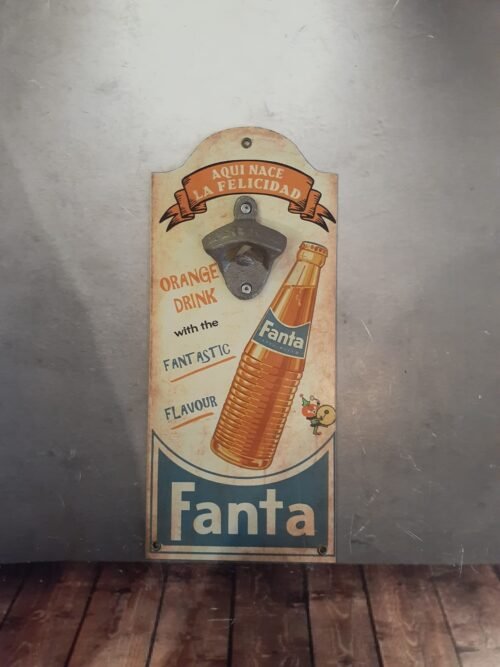 AQUI NACE
LA FELICIDAD
ORANGE
DRINK
with the
FANTASTIC
FLAVOUR
Fanta
Fanta